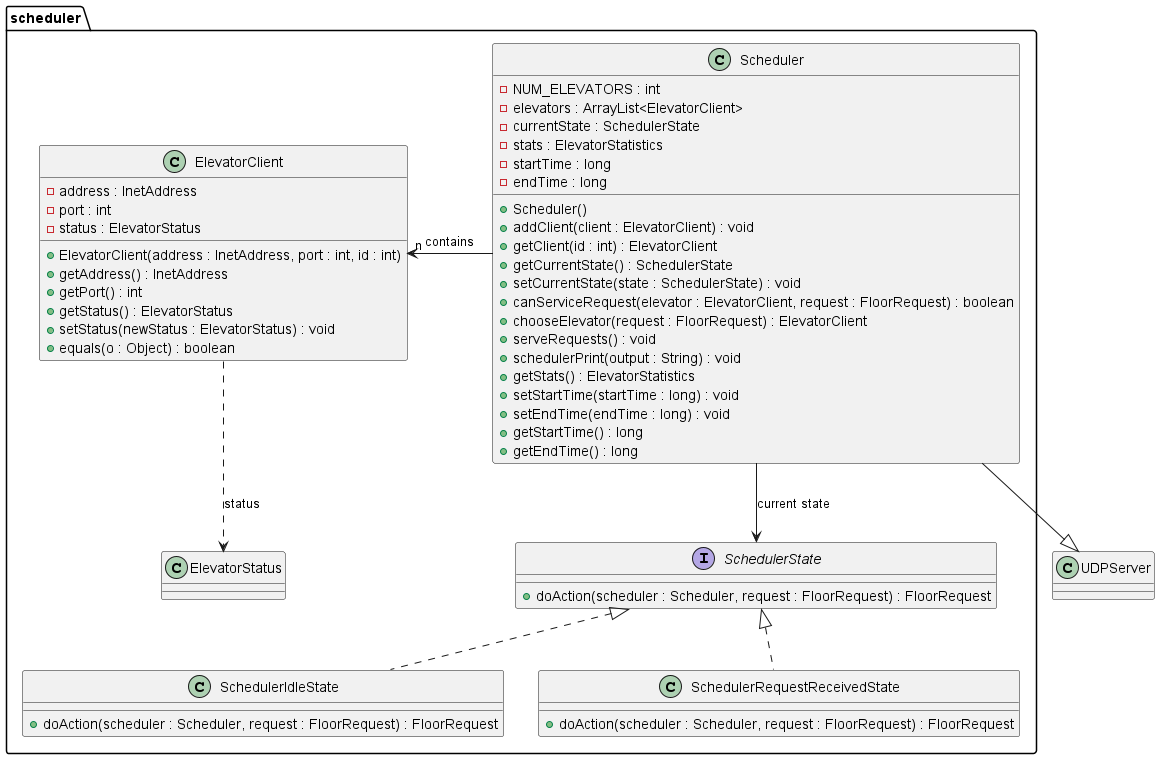 scheduler
C Scheduler
NUM_ELEVATORS : int
elevators : ArrayList<ElevatorClient>
currentState : SchedulerState
stats : ElevatorStatistics
startTime : long
endTime : long
Scheduler()
addClient(client : ElevatorClient) : void
getClient(id : int) : ElevatorClient
getCurrentState() : SchedulerState
setCurrentState(state : SchedulerState) : void
canServiceRequest(elevator : ElevatorClient, request : FloorRequest) : boolean
chooseElevator(request : FloorRequest) : ElevatorClient
serveRequests() : void
schedulerPrint(output : String) : void
getStats() : ElevatorStatistics
setStartTime(startTime : long) : void
setEndTime(endTime : long) : void
getStartTime() : long
getEndTime() : long
C ElevatorClient
address : InetAddress
port : int
status : ElevatorStatus
ElevatorClient(address : InetAddress, port : int, id : int)
getAddress() : InetAddress
getPort() : int
getStatus() : ElevatorStatus
setStatus(newStatus : ElevatorStatus) : void
equals(o : Object) : boolean
n contains
status
current state
C ElevatorStatus
I SchedulerState
doAction(scheduler : Scheduler, request : FloorRequest) : FloorRequest
C UDPServer
C SchedulerIdleState
doAction(scheduler : Scheduler, request : FloorRequest) : FloorRequest
C SchedulerRequestReceivedState
doAction(scheduler : Scheduler, request : FloorRequest) : FloorRequest